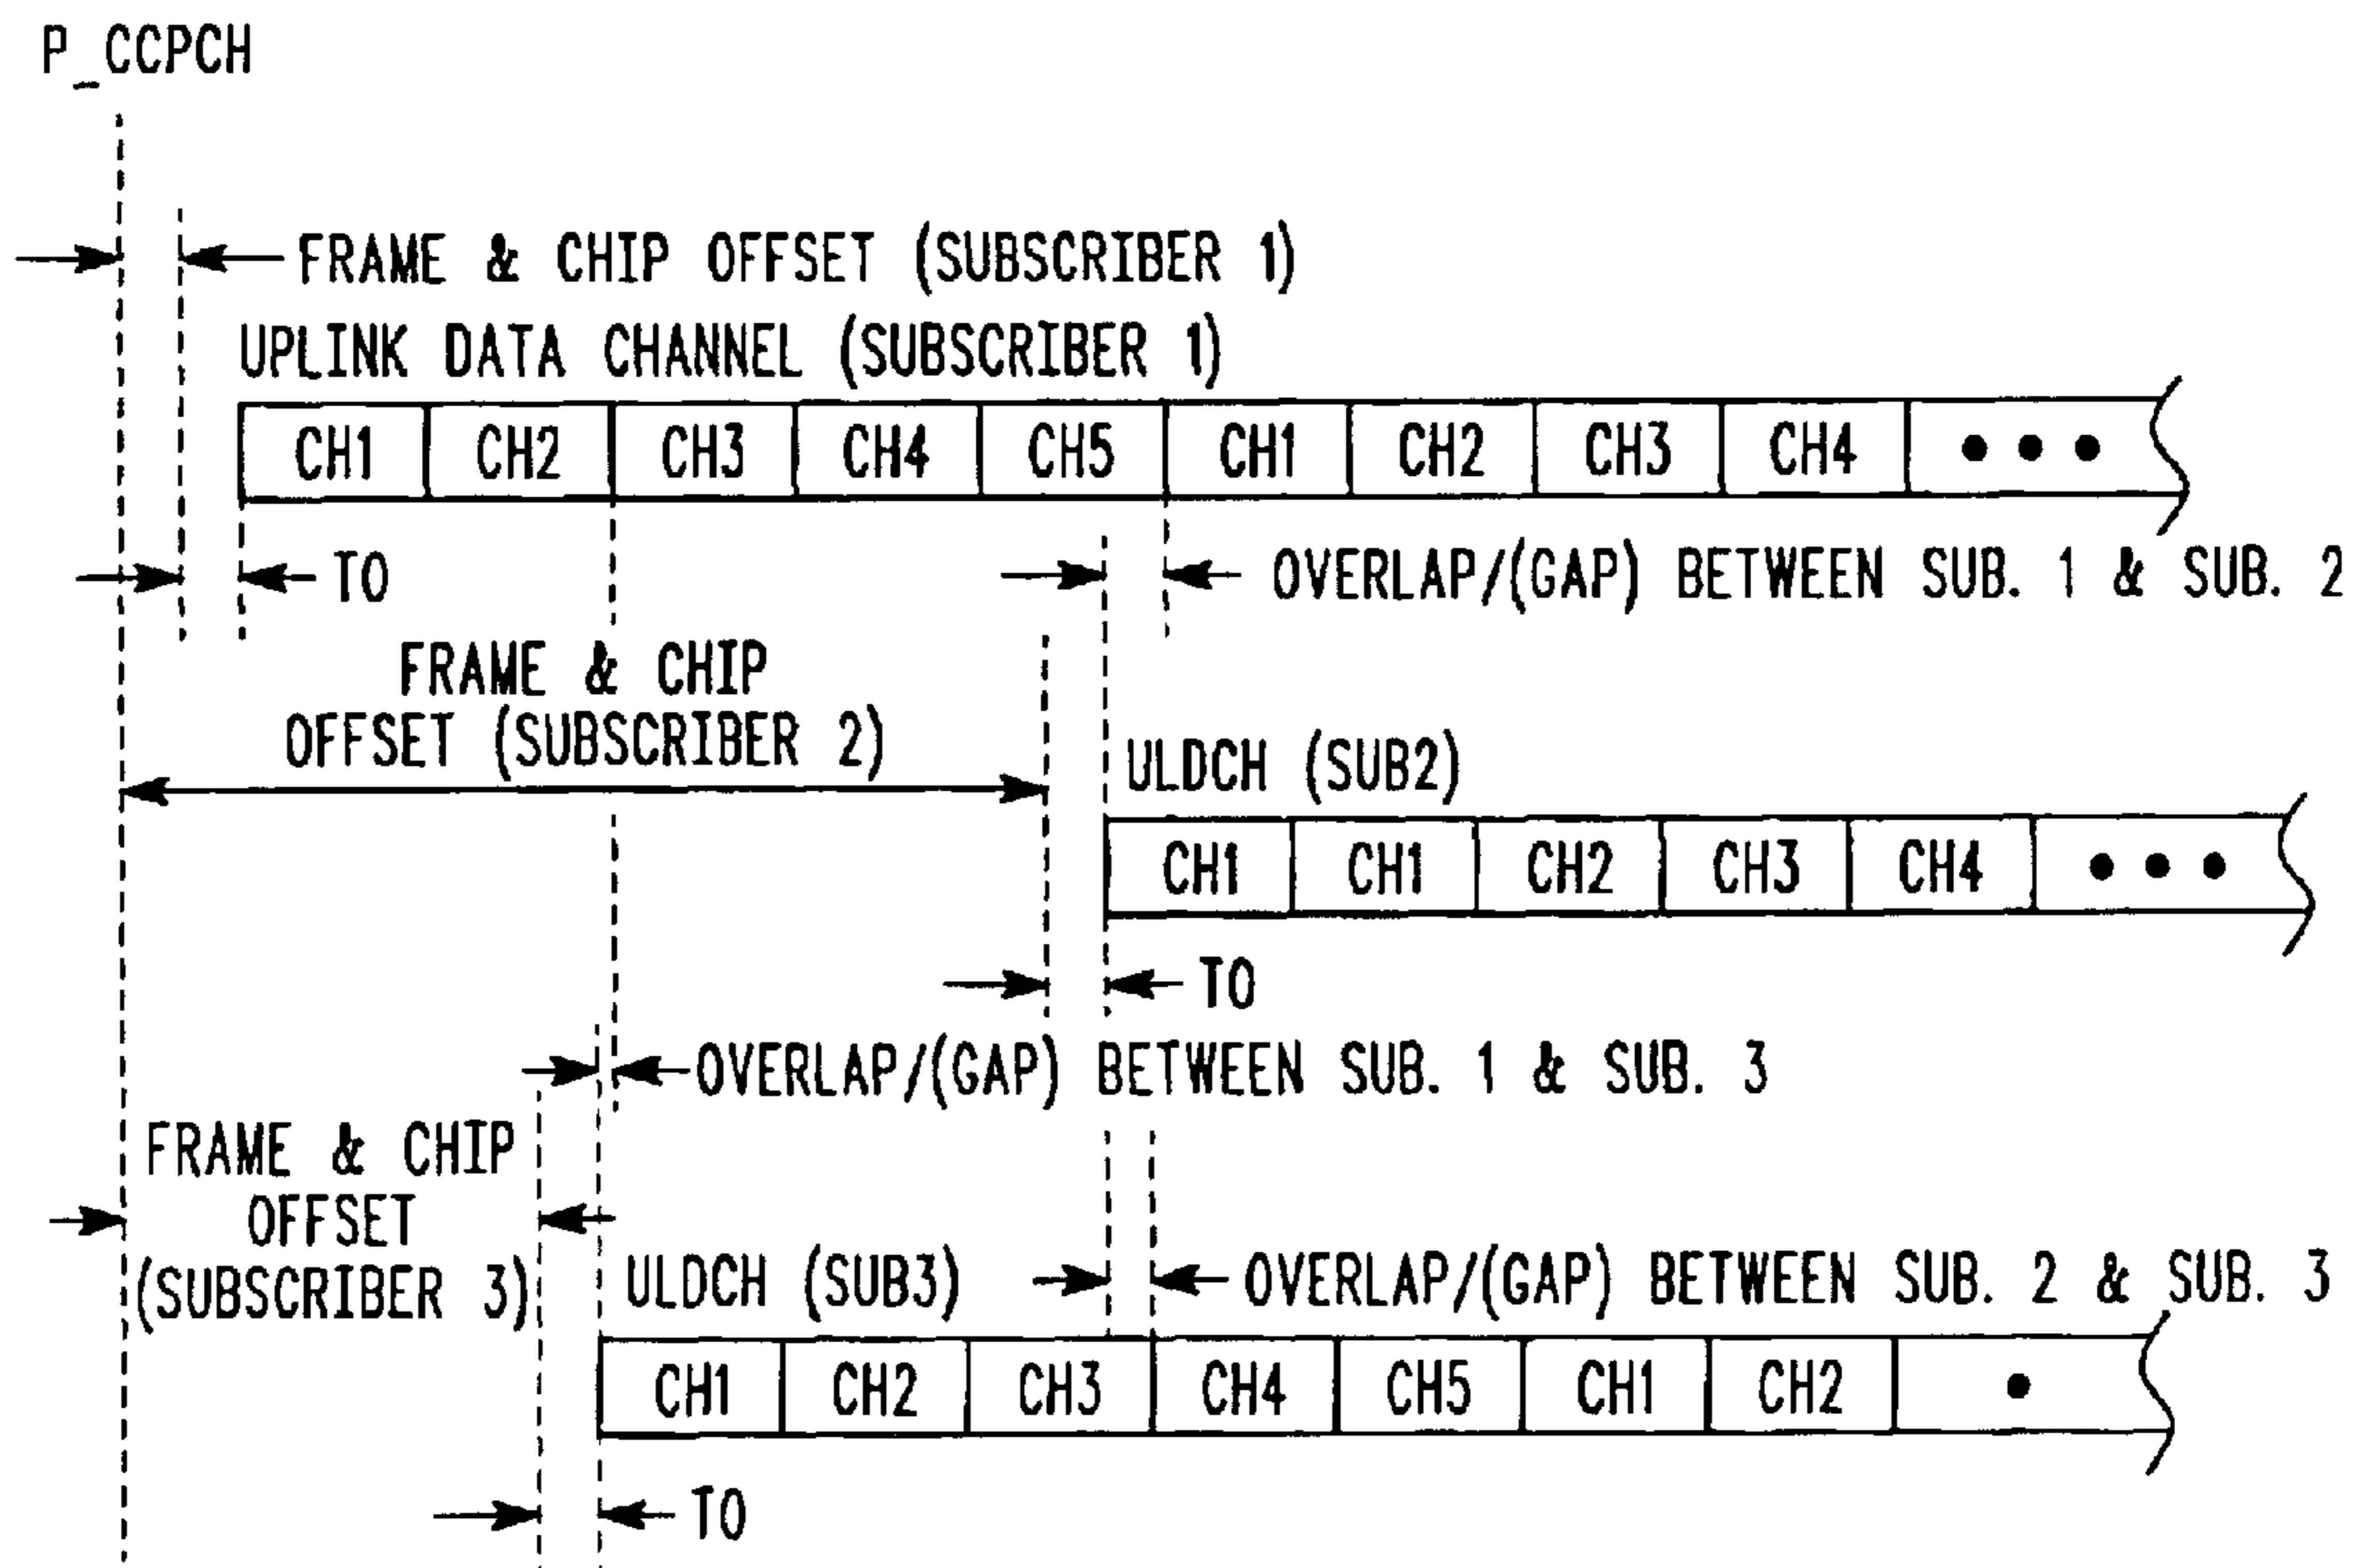 P_CCPCH
FRAME & CHIP OFFSET (SUBSCRIBER 1)
UPLINK DATA CHANNEL (SUBSCRIBER 1)
CH1 CH2 CH3 CH4 CH5 CH1 CH2 CH3 CH4 •••
TO
OVERLAP/(GAP) BETWEEN SUB. 1 & SUB. 2
FRAME & CHIP
OFFSET (SUBSCRIBER 2)
ULDCH (SUB2)
CH1 CH1 CH2 CH3 CH4 •••
TO
OVERLAP/(GAP) BETWEEN SUB. 1 & SUB. 3
FRAME & CHIP
OFFSET
(SUBSCRIBER 3)
ULDCH (SUB3)
OVERLAP/(GAP) BETWEEN SUB. 2 & SUB. 3
CH1 CH2 CH3 CH4 CH5 CH1 CH2 •
TO